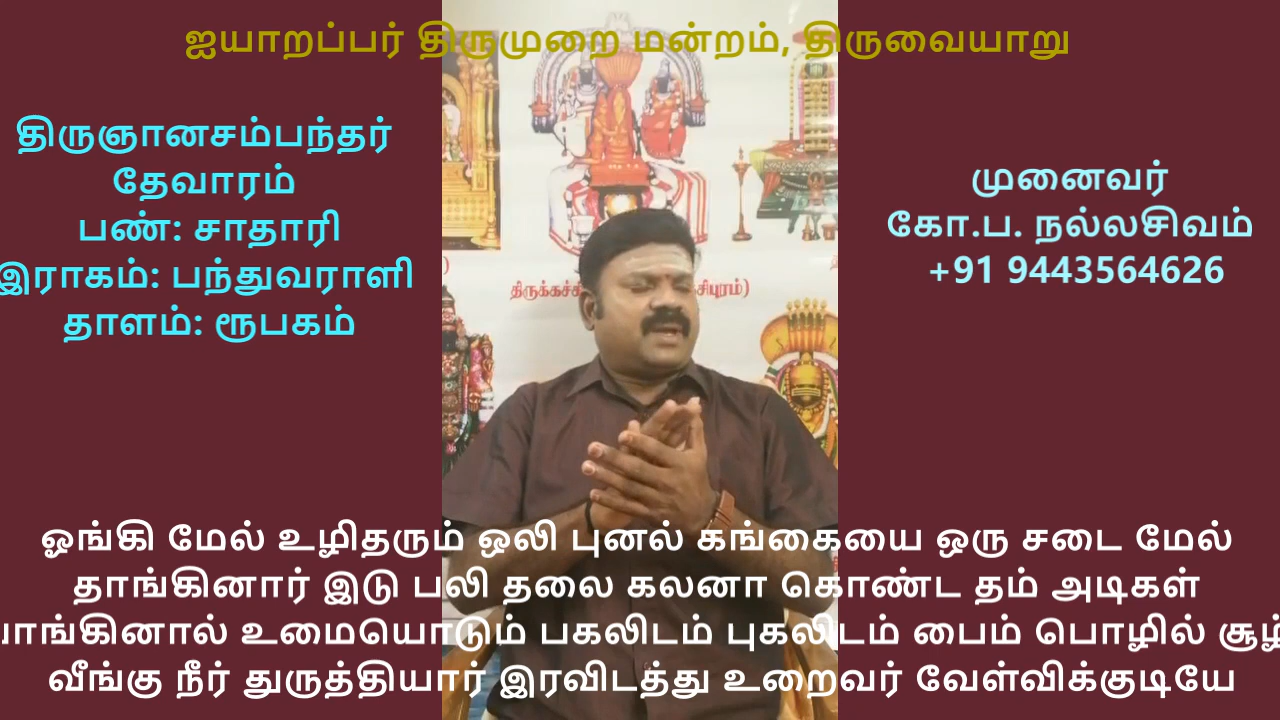 ஐயாறப்பர் திருமுறை மன்றம், திருவையாறு
திருஞானசம்பந்தர்
தேவாரம்
பண்: சாதாரி
இராகம்: பந்துவராளி
தாளம்: ரூபகம்
முனைவர்
கோ.ப. நல்லசிவம்
+91 9443564626
ஓங்கி மேல் உழிதரும் ஒலி புனல் கங்கையை ஒரு சடை மேல்
தாங்கினார் இடு பலி தலை கலனா கொண்ட தம் அடிகள்
உமையொடும் பகலிடம் புகலிடம் பைம் பொழில் சூழ்
வீங்கு நீர் துருத்தியார் இரவிடத்து உறைவர் வேள்விக்குடியே